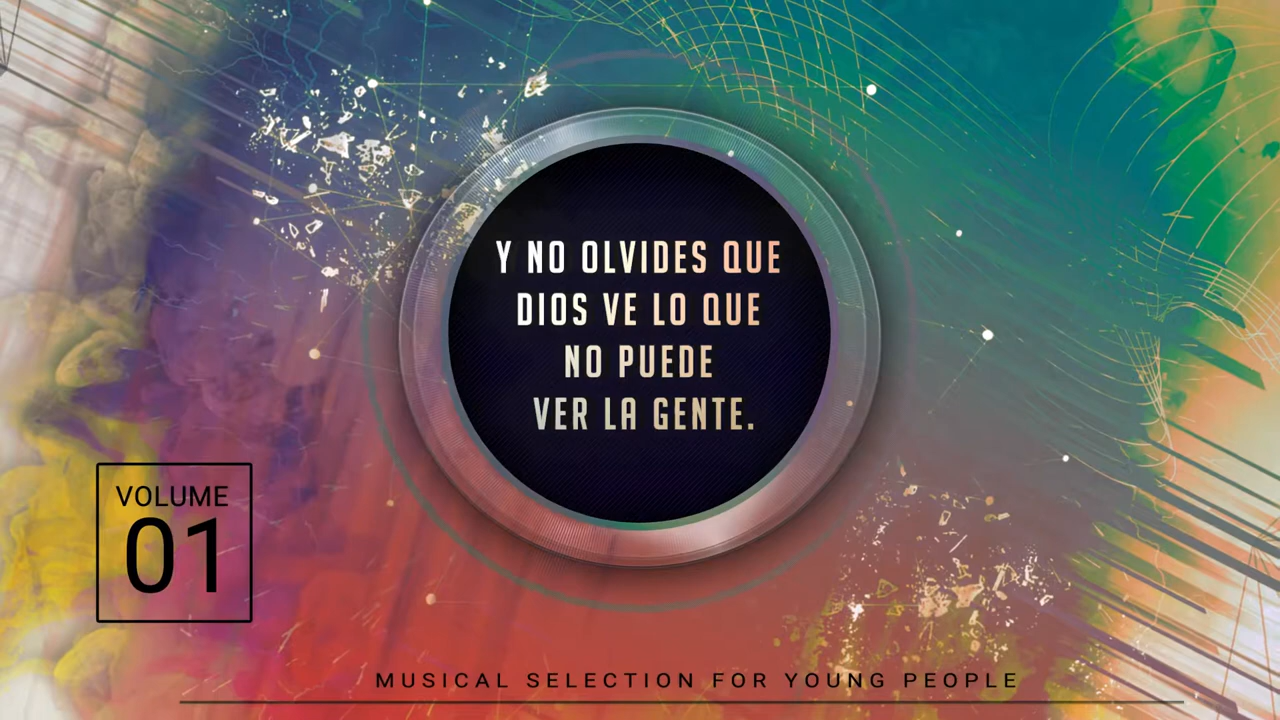 Y NO OLVIDES QUE
DIOS VE LO QUE
NO PUEDE
VER LA GENTE.
VOLUME
01
MUSICAL SELECTION FOR YOUNG PEOPLE